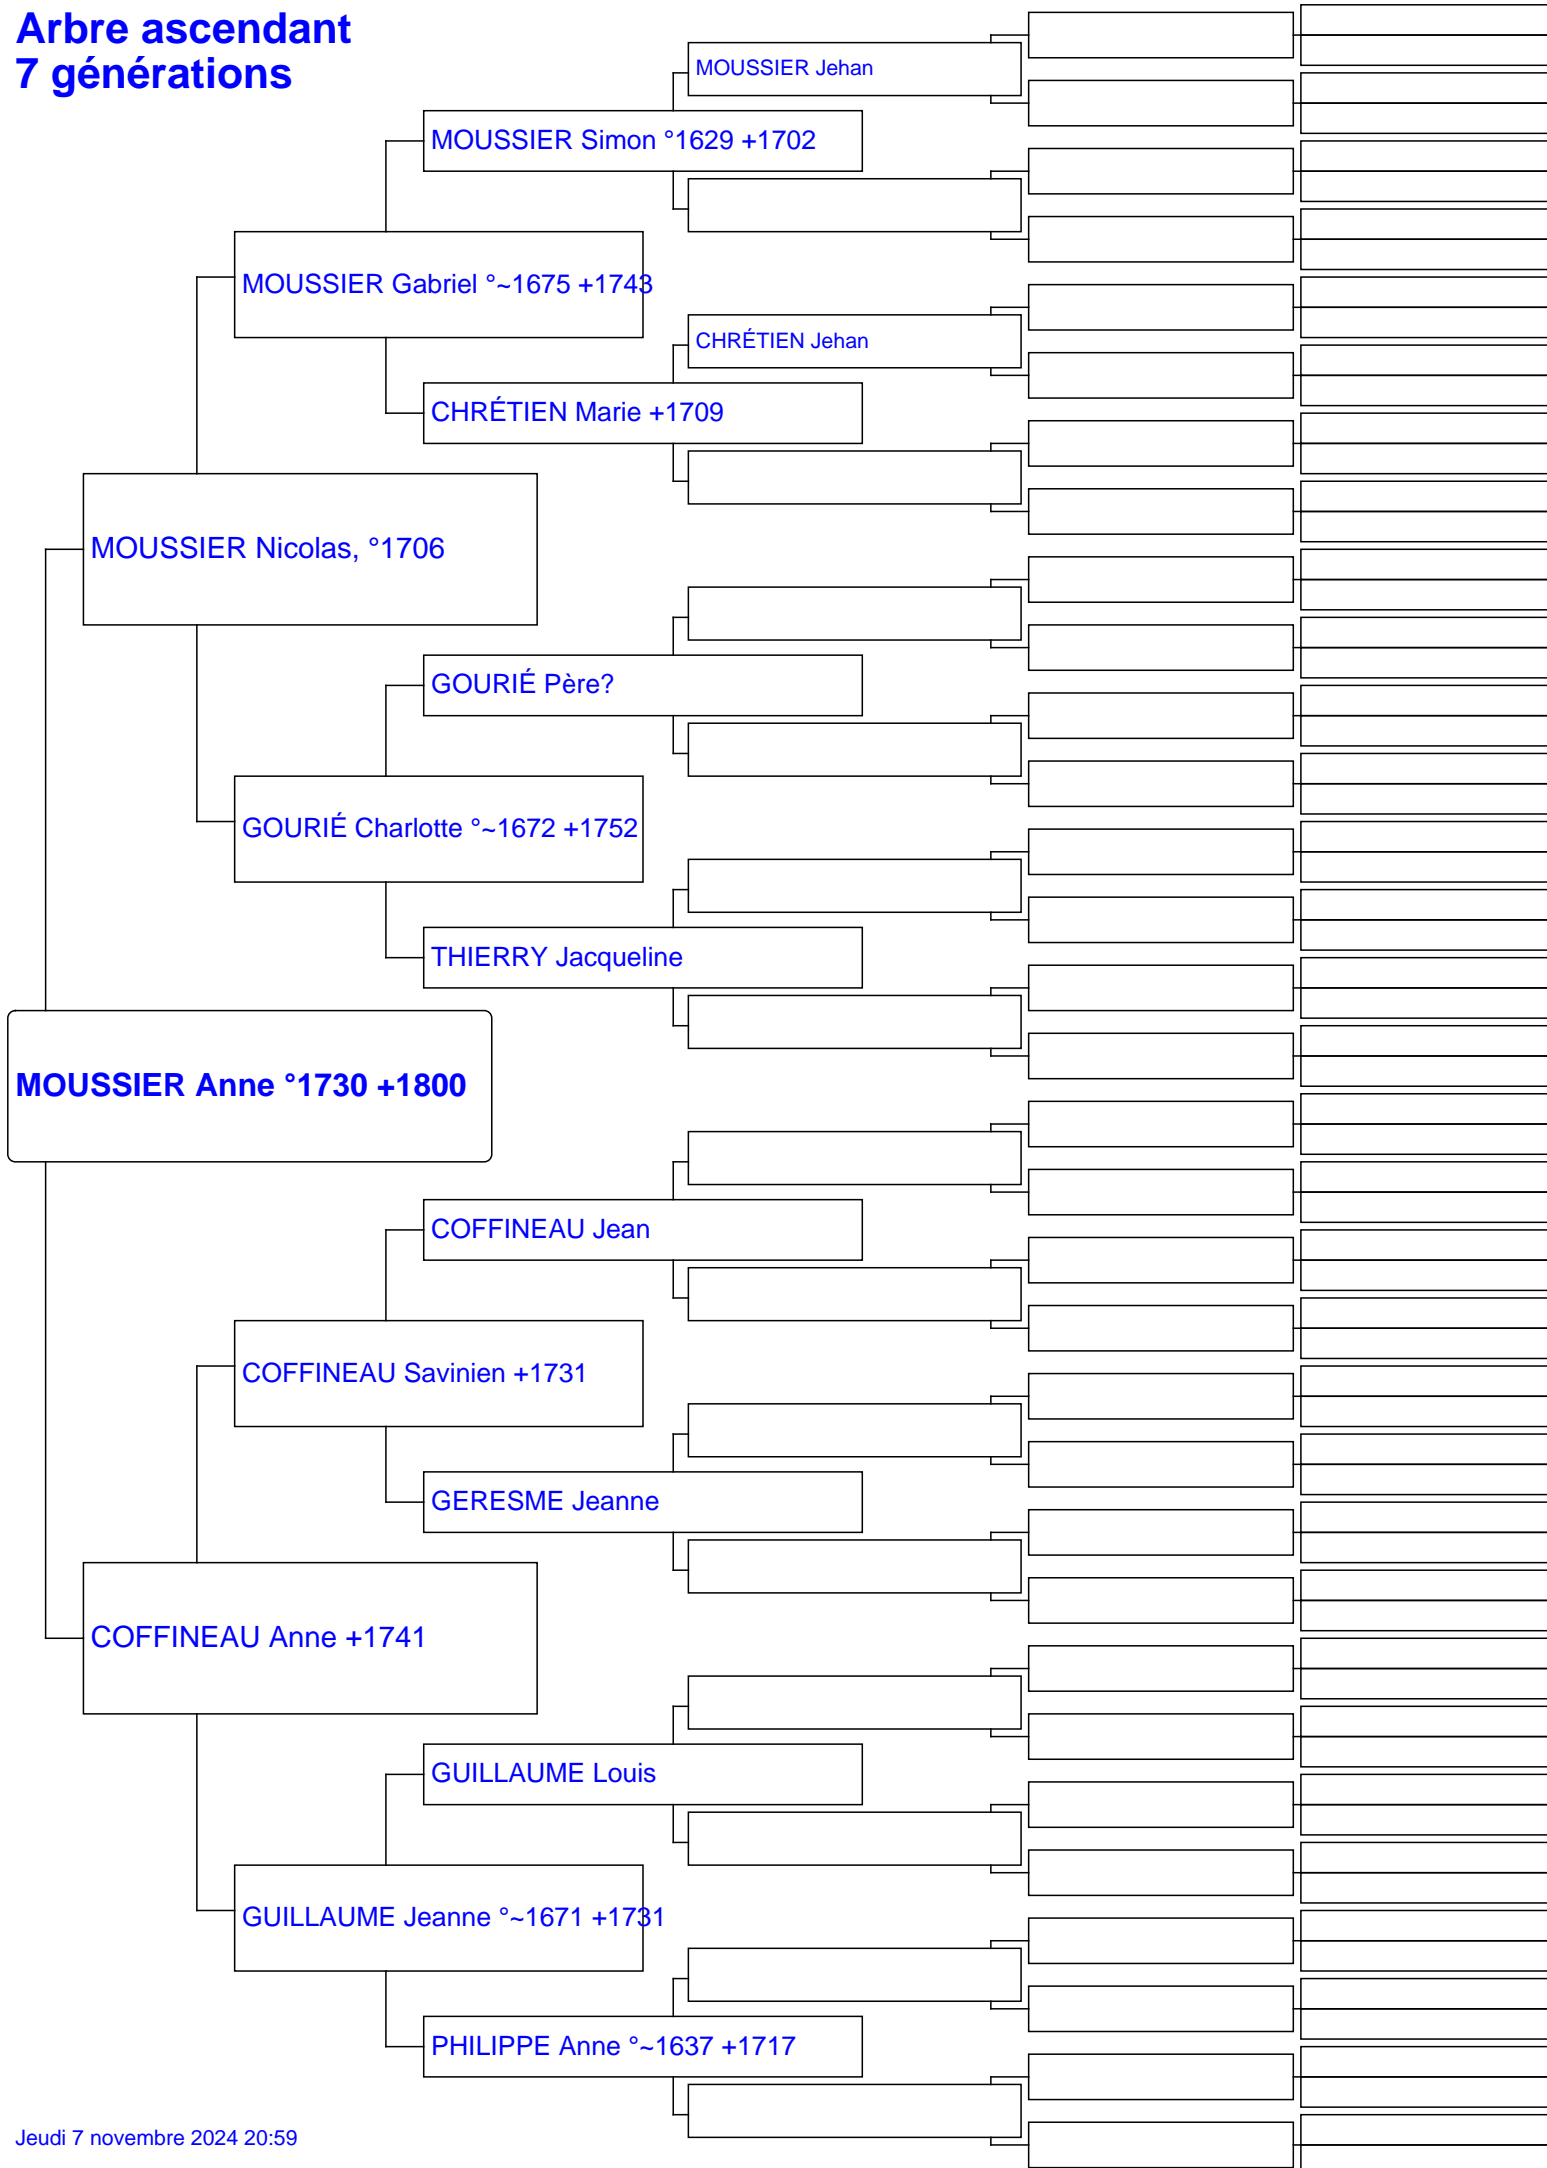 Arbre ascendant
7 générations
MOUSSIER Jehan
MOUSSIER Simon °1629 +1702
MOUSSIER Gabriel °~1675 +1743
CHRÉTIEN Jehan
CHRÉTIEN Marie +1709
MOUSSIER Nicolas, °1706
GOURIÉ Père?
GOURIÉ Charlotte °~1672 +1752
THIERRY Jacqueline
MOUSSIER Anne °1730 +1800
COFFINEAU Jean
COFFINEAU Savinien +1731
GERESME Jeanne
COFFINEAU Anne +1741
GUILLAUME Louis
GUILLAUME Jeanne °~1671 +1731
PHILIPPE Anne °~1637 +1717
Jeudi 7 novembre 2024 20:59